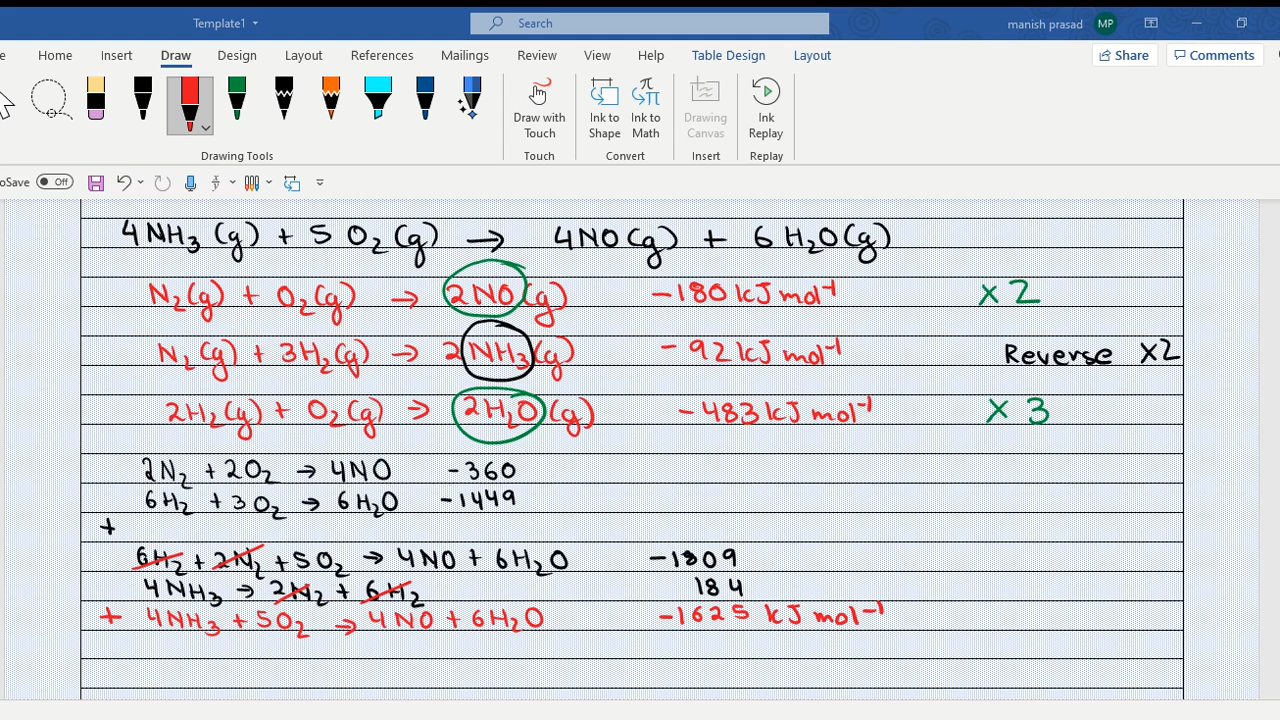 Template1 Search manish prasad MP
Home Insert Draw Design Layout References Mailings Review View Help Table Design Layout Share Comments
Draw with Touch Ink to Shape Ink to Math Drawing Canvas Ink Replay
Drawing Tools Touch Convert Insert Replay
oSave Off
4NH₃(g) + 5O₂(g) → 4NO(g) + 6H₂O(g)
N₂(g) + O₂(g) → 2NO(g) -180 kJ mol⁻¹ ×2
N₂(g) + 3H₂(g) → 2NH₃(g) -92 kJ mol⁻¹ Reverse ×2
2H₂(g) + O₂(g) → 2H₂O(g) -483 kJ mol⁻¹ ×3
2N₂ + 2O₂ → 4NO -360
6H₂ + 3O₂ → 6H₂O -1449
+
6H₂ + 2N₂ + 5O₂ → 4NO + 6H₂O -1809
4NH₃ → 2N₂ + 6H₂ 184
+ 4NH₃ + 5O₂ → 4NO + 6H₂O -1625 kJ mol⁻¹